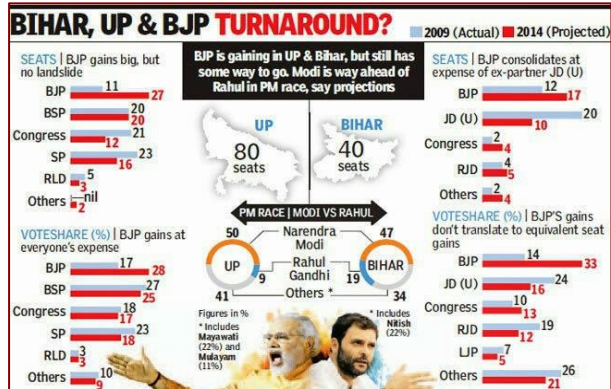 BIHAR, UP & BJP TURNAROUND?
2009 (Actual) 2014 (Projected)
SEATS | BJP gains big, but
no landslide
BJP 11 27
BSP 20 20
Congress 21 12
SP 23 16
RLD 5 3
Others nil 2
VOTESHARE (%) | BJP gains at
everyone's expense
BJP 17 28
BSP 27 25
Congress 18 17
SP 23 18
RLD 3 3
Others 10 9
BJP is gaining in UP & Bihar, but still has
some way to go. Modi is way ahead of
Rahul in PM race, say projections
UP
80
seats
BIHAR
40
seats
PM RACE | MODI VS RAHUL
50 Narendra 47
Modi
UP Rahul BIHAR
9 Gandhi 19
41 Others * 34
Figures in %
* Includes
Mayawati
(22%) and
Mulayam
(11%)
* Includes
Nitish
(22%)
SEATS | BJP consolidates at
expense of ex-partner JD (U)
BJP 12 17
JD (U) 20 10
Congress 2 4
RJD 4 5
Others 2 4
VOTESHARE (%) | BJP'S gains
don't translate to equivalent seat
gains
BJP 14 33
JD (U) 24 16
Congress 10 13
RJD 19 12
LJP 7 5
Others 26 21